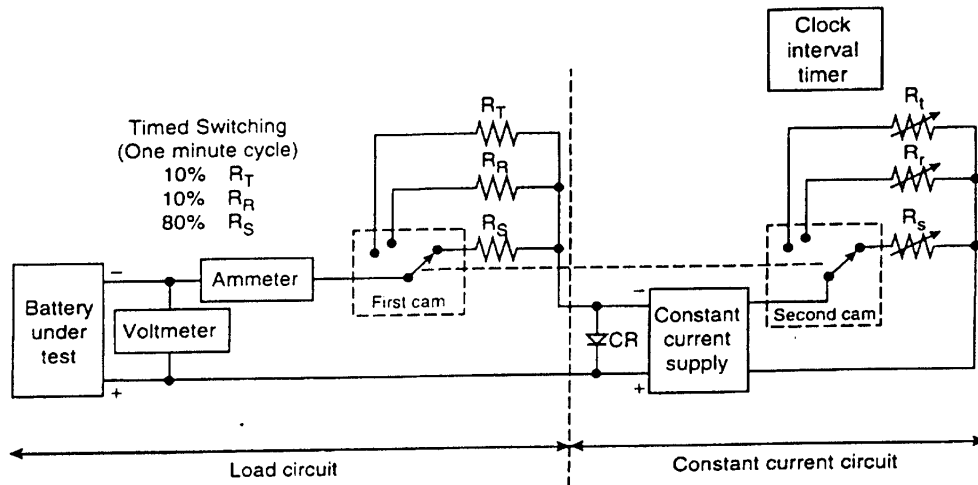 Clock
interval
timer
Timed Switching
(One minute cycle)
10% R_T
10% R_R
80% R_S
R_T
R_R
R_S
R_t
R_r
R_s
−
Ammeter
First cam
Battery
under
test
Voltmeter
+
−
CR
+
Constant
current
supply
Second cam
Load circuit
Constant current circuit